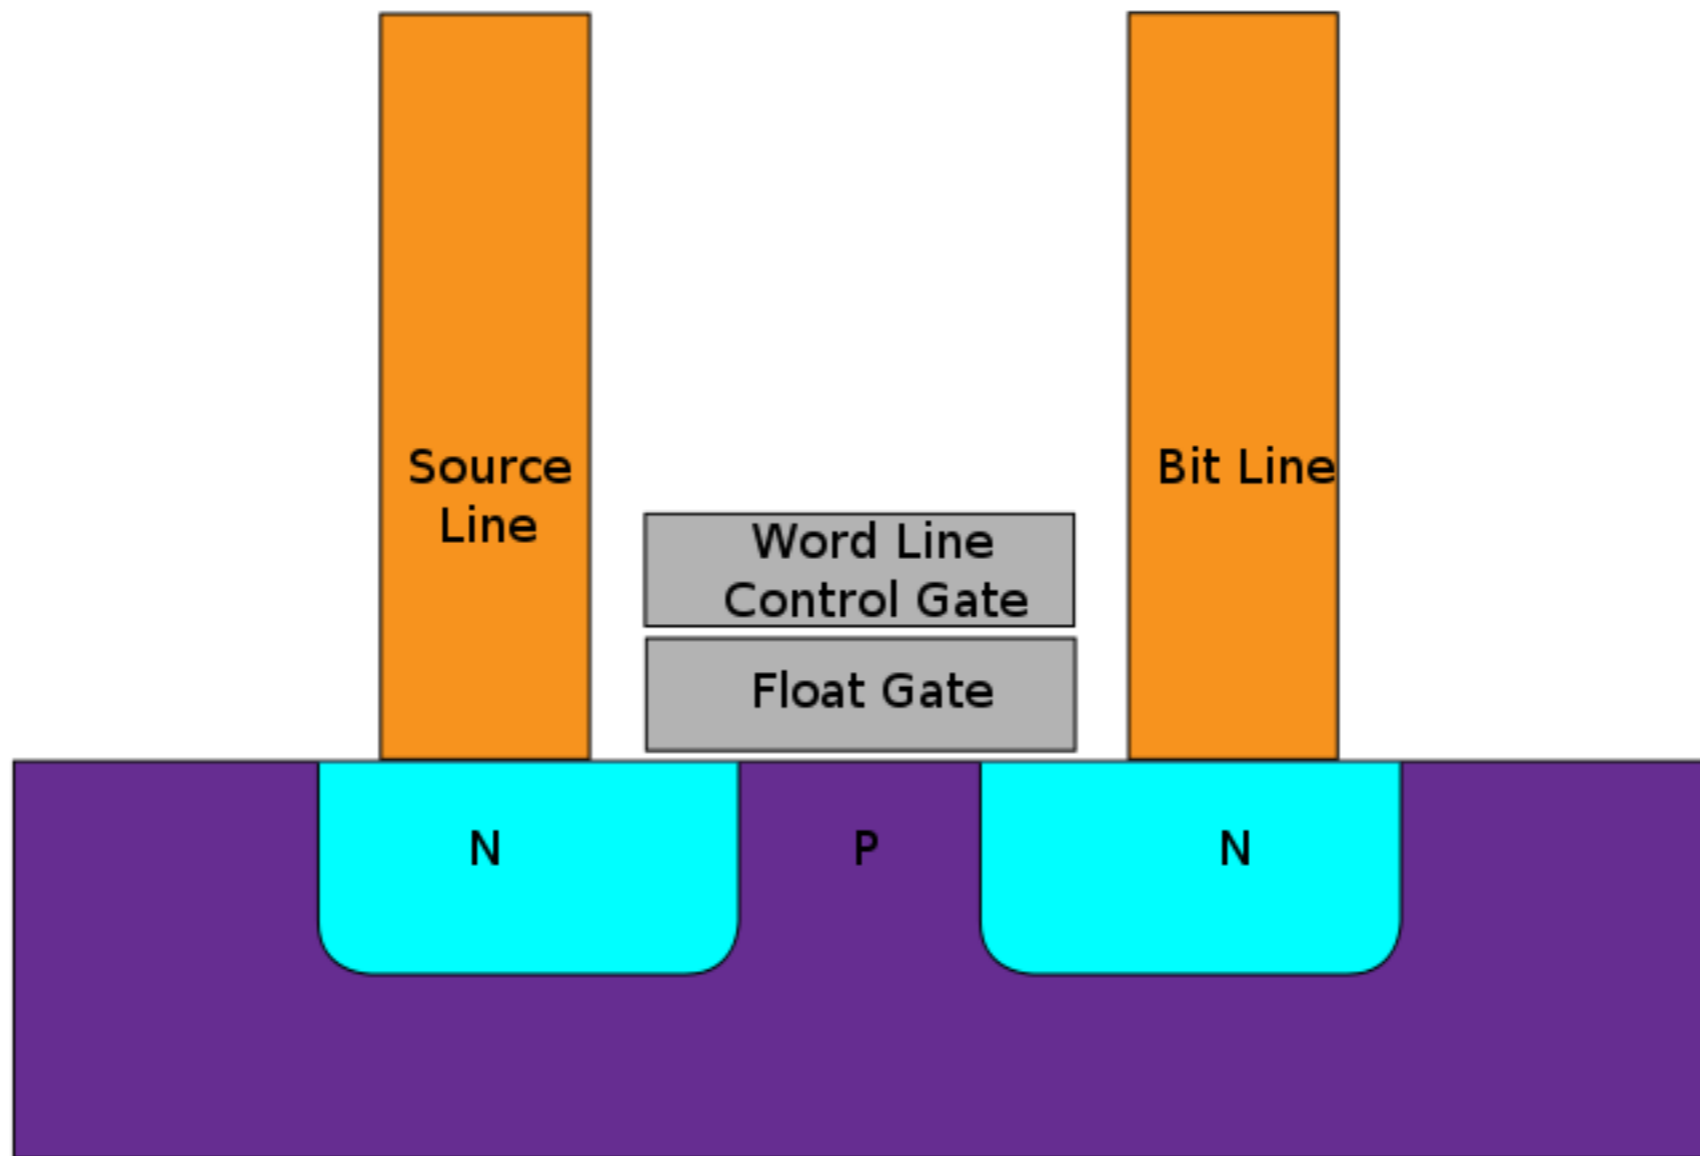 Source
Line
Bit Line
Word Line
Control Gate
Float Gate
N
P
N